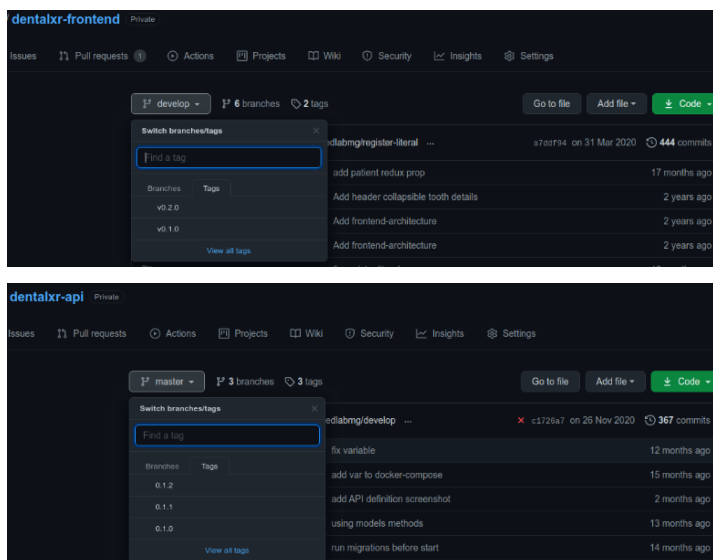 / dentalxr-frontend Private
Issues Pull requests 1 Actions Projects Wiki Security Insights Settings
develop 6 branches 2 tags Go to file Add file Code
Switch branches/tags
edlabmg/register-literal ... a7ddf94 on 31 Mar 2020 444 commits
Find a tag
add patient redux prop 17 months ago
Branches Tags
Add header collapsible tooth details 2 years ago
v0.2.0
Add frontend-architecture 2 years ago
v0.1.0
Add frontend-architecture 2 years ago
View all tags
dentalxr-api Private
Issues Pull requests Actions Projects Wiki Security Insights Settings
master 3 branches 3 tags Go to file Add file Code
Switch branches/tags
edlabmg/develop ... c1726a7 on 26 Nov 2020 367 commits
Find a tag
fix variable 12 months ago
Branches Tags
add var to docker-compose 15 months ago
0.1.2
add API definition screenshot 2 months ago
0.1.1
using models methods 13 months ago
0.1.0
run migrations before start 14 months ago
View all tags